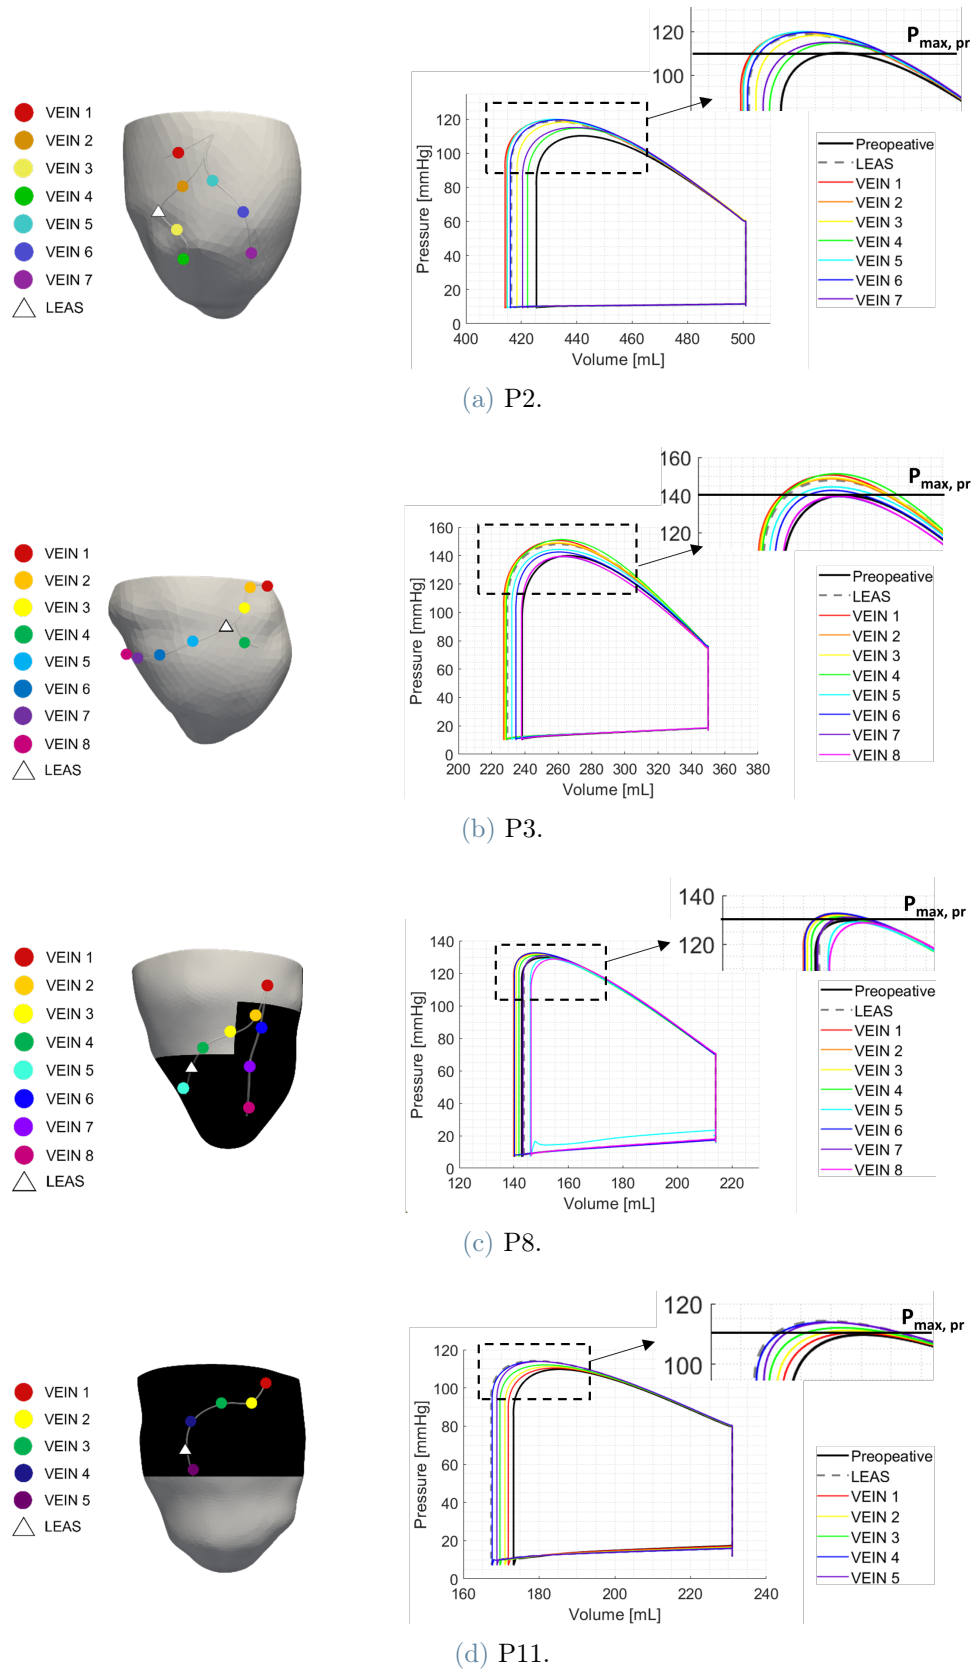 VEIN 1
VEIN 2
VEIN 3
VEIN 4
VEIN 5
VEIN 6
VEIN 7
LEAS
120
100
P max, pr
Pressure [mmHg]
120
100
80
60
40
20
0
400
420
440
460
480
500
Volume [mL]
Preopeative
LEAS
VEIN 1
VEIN 2
VEIN 3
VEIN 4
VEIN 5
VEIN 6
VEIN 7
(a) P2.
VEIN 1
VEIN 2
VEIN 3
VEIN 4
VEIN 5
VEIN 6
VEIN 7
VEIN 8
LEAS
160
140
120
P max, pr
Pressure [mmHg]
160
140
120
100
80
60
40
20
0
200 220 240 260 280 300 320 340 360 380
Volume [mL]
Preopeative
LEAS
VEIN 1
VEIN 2
VEIN 3
VEIN 4
VEIN 5
VEIN 6
VEIN 7
VEIN 8
(b) P3.
VEIN 1
VEIN 2
VEIN 3
VEIN 4
VEIN 5
VEIN 6
VEIN 7
VEIN 8
LEAS
140
120
P max, pr
Pressure [mmHg]
140
120
100
80
60
40
20
0
120
140
160
180
200
220
Volume [mL]
Preopeative
LEAS
VEIN 1
VEIN 2
VEIN 3
VEIN 4
VEIN 5
VEIN 6
VEIN 7
VEIN 8
(c) P8.
VEIN 1
VEIN 2
VEIN 3
VEIN 4
VEIN 5
LEAS
120
100
P max, pr
Pressure [mmHg]
120
100
80
60
40
20
0
160
180
200
220
240
Volume [mL]
Preopeative
LEAS
VEIN 1
VEIN 2
VEIN 3
VEIN 4
VEIN 5
(d) P11.